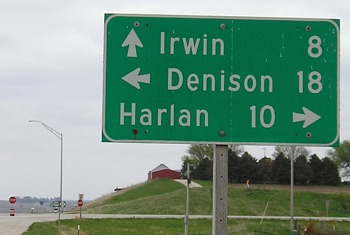 Irwin 8
Denison 18
Harlan 10